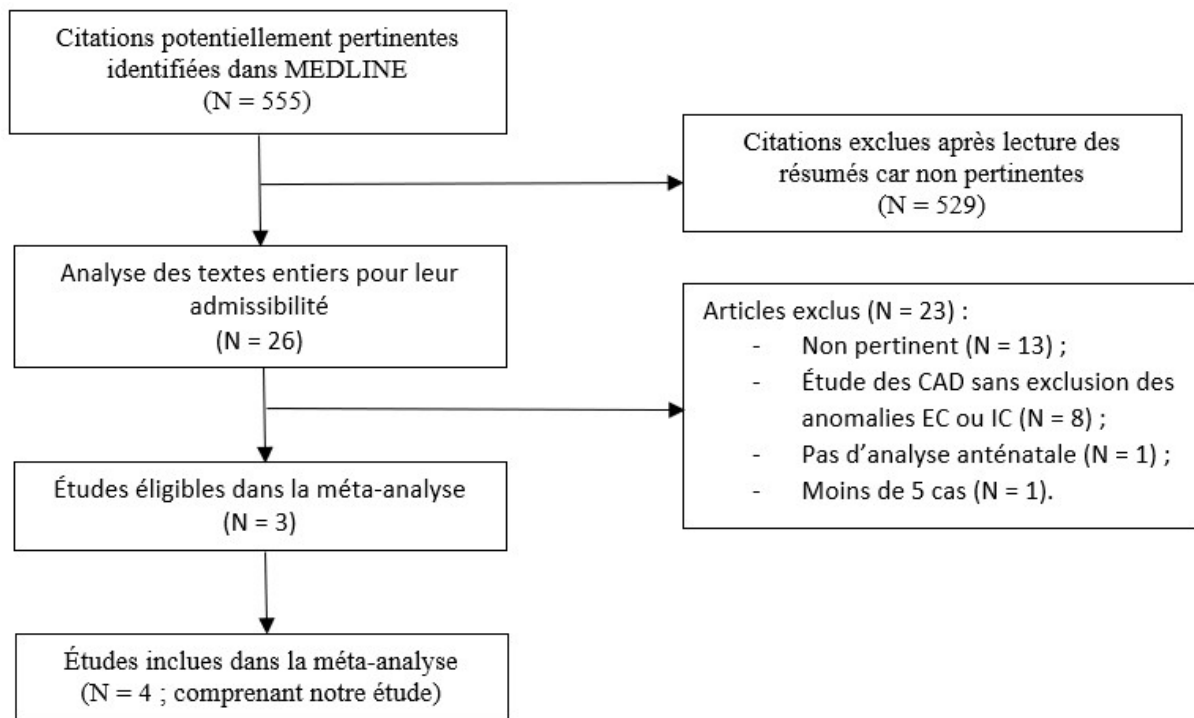 Citations potentiellement pertinentes
identifiées dans MEDLINE
(N = 555)
Citations exclues après lecture des
résumés car non pertinentes
(N = 529)
Analyse des textes entiers pour leur
admissibilité
(N = 26)
Articles exclus (N = 23) :
- Non pertinent (N = 13) ;
- Étude des CAD sans exclusion des
anomalies EC ou IC (N = 8) ;
- Pas d’analyse anténatale (N = 1) ;
- Moins de 5 cas (N = 1).
Études éligibles dans la méta-analyse
(N = 3)
Études inclues dans la méta-analyse
(N = 4 ; comprenant notre étude)